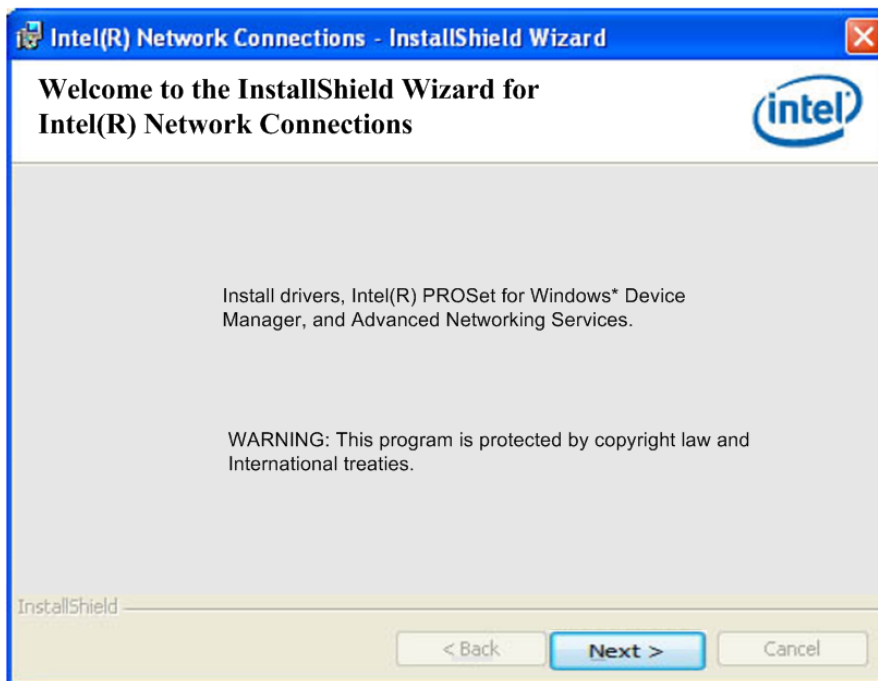 Intel(R) Network Connections - InstallShield Wizard
Welcome to the InstallShield Wizard for
Intel(R) Network Connections
intel
Install drivers, Intel(R) PROSet for Windows* Device
Manager, and Advanced Networking Services.
WARNING: This program is protected by copyright law and
International treaties.
InstallShield
< Back
Next >
Cancel